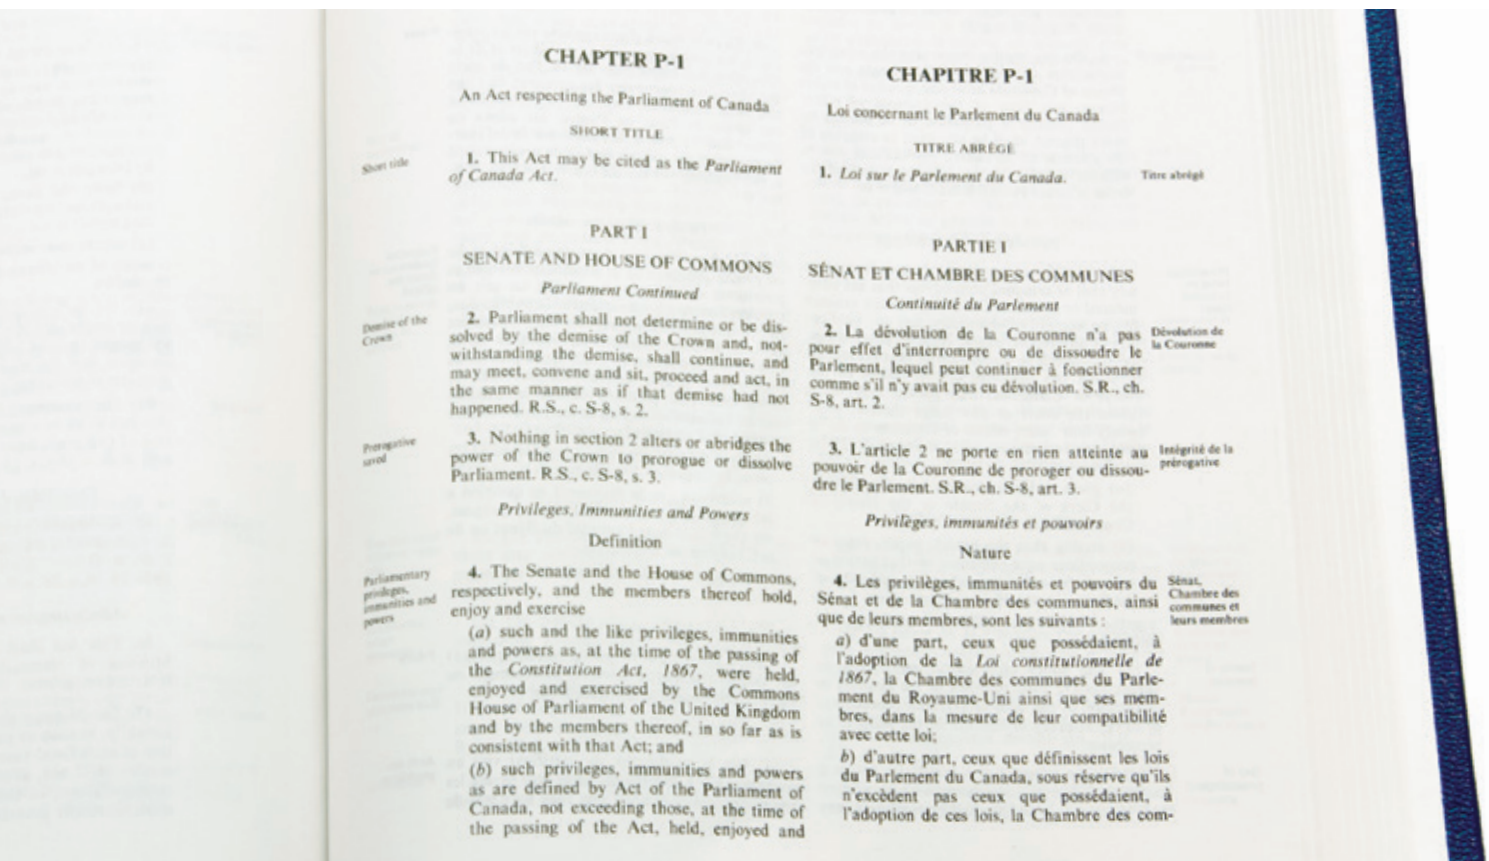 CHAPTER P-1
An Act respecting the Parliament of Canada
SHORT TITLE
Short title
1. This Act may be cited as the Parliament
of Canada Act.
PART I
SENATE AND HOUSE OF COMMONS
Parliament Continued
Demise of the
Crown
2. Parliament shall not determine or be dis-
solved by the demise of the Crown and, not-
withstanding the demise, shall continue, and
may meet, convene and sit, proceed and act, in
the same manner as if that demise had not
happened. R.S., c. S-8, s. 2.
Prerogative
saved
3. Nothing in section 2 alters or abridges the
power of the Crown to prorogue or dissolve
Parliament. R.S., c. S-8, s. 3.
Privileges, Immunities and Powers
Definition
Parliamentary
privileges,
immunities and
powers
4. The Senate and the House of Commons,
respectively, and the members thereof hold,
enjoy and exercise
(a) such and the like privileges, immunities
and powers as, at the time of the passing of
the Constitution Act, 1867, were held,
enjoyed and exercised by the Commons
House of Parliament of the United Kingdom
and by the members thereof, in so far as is
consistent with that Act; and
(b) such privileges, immunities and powers
as are defined by Act of the Parliament of
Canada, not exceeding those, at the time of
the passing of the Act, held, enjoyed and
CHAPITRE P-1
Loi concernant le Parlement du Canada
TITRE ABRÉGÉ
1. Loi sur le Parlement du Canada.
Titre abrégé
PARTIE I
SÉNAT ET CHAMBRE DES COMMUNES
Continuité du Parlement
2. La dévolution de la Couronne n'a pas
pour effet d'interrompre ou de dissoudre le
Parlement, lequel peut continuer à fonctionner
comme s'il n'y avait pas eu dévolution. S.R., ch.
S-8, art. 2.
Dévolution de
la Couronne
3. L'article 2 ne porte en rien atteinte au
pouvoir de la Couronne de proroger ou dissou-
dre le Parlement. S.R., ch. S-8, art. 3.
Intégrité de la
prérogative
Privilèges, immunités et pouvoirs
Nature
4. Les privilèges, immunités et pouvoirs du
Sénat et de la Chambre des communes, ainsi
que de leurs membres, sont les suivants :
Sénat,
Chambre des
communes et
leurs membres
a) d'une part, ceux que possédaient, à
l'adoption de la Loi constitutionnelle de
1867, la Chambre des communes du Parle-
ment du Royaume-Uni ainsi que ses mem-
bres, dans la mesure de leur compatibilité
avec cette loi;
b) d'autre part, ceux que définissent les lois
du Parlement du Canada, sous réserve qu'ils
n'excèdent pas ceux que possédaient, à
l'adoption de ces lois, la Chambre des com-